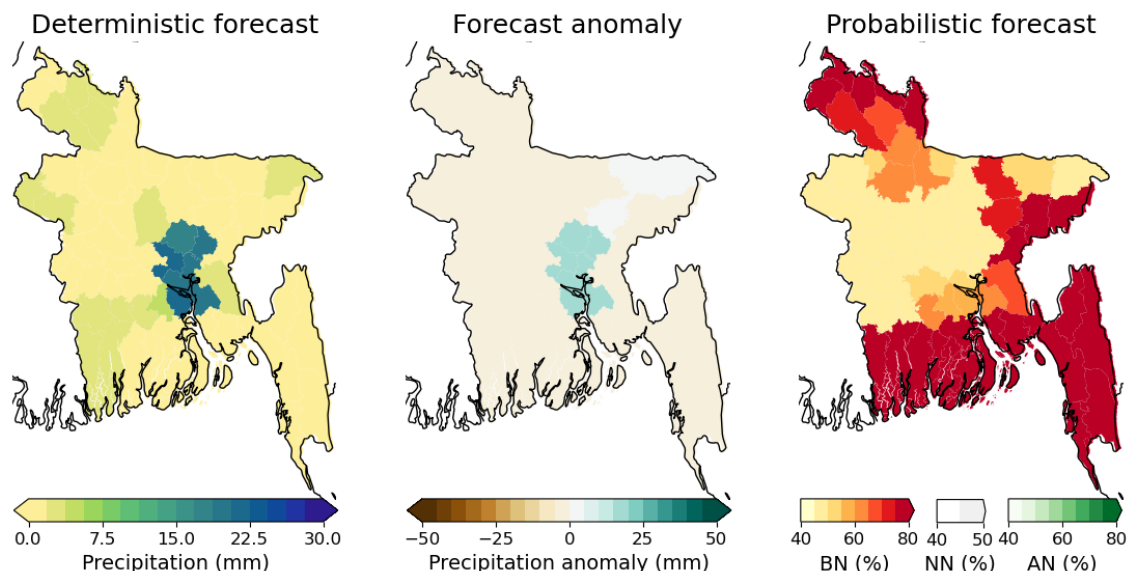 Deterministic forecast
Forecast anomaly
Probabilistic forecast
0.0 7.5 15.0 22.5 30.0
Precipitation (mm)
−50 −25 0 25 50
Precipitation anomaly (mm)
40 60 80
BN (%)
40 50
NN (%)
40 60 80
AN (%)